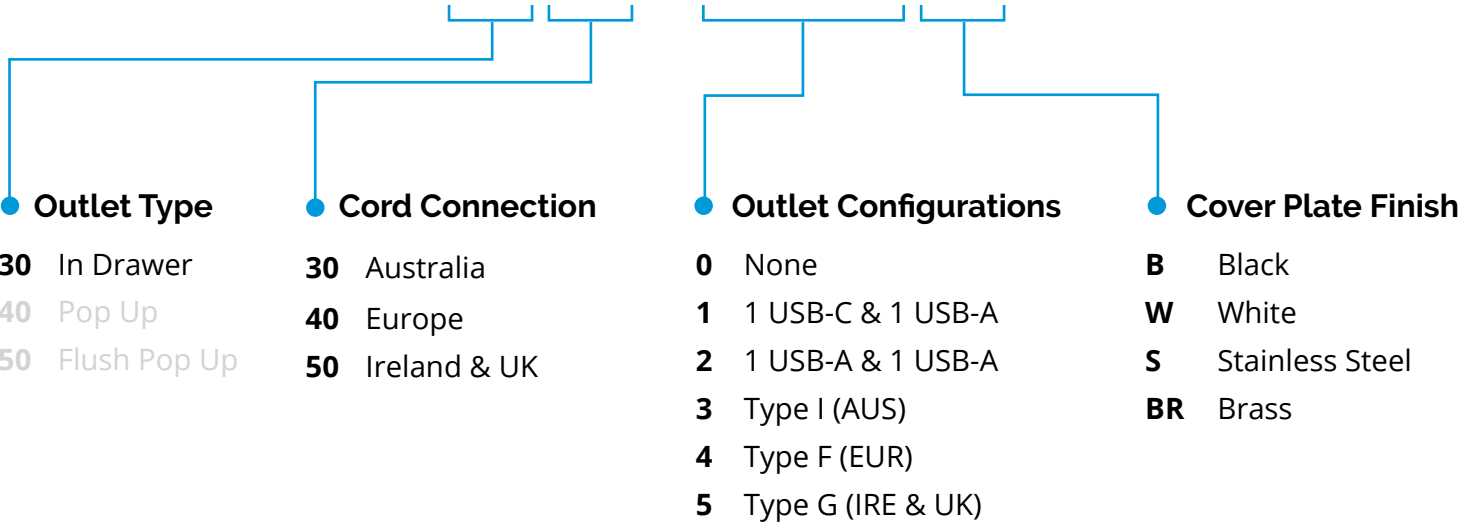 Outlet Type
30 In Drawer
40 Pop Up
50 Flush Pop Up
Cord Connection
30 Australia
40 Europe
50 Ireland & UK
Outlet Configurations
0 None
1 1 USB-C & 1 USB-A
2 1 USB-A & 1 USB-A
3 Type I (AUS)
4 Type F (EUR)
5 Type G (IRE & UK)
Cover Plate Finish
B Black
W White
S Stainless Steel
BR Brass